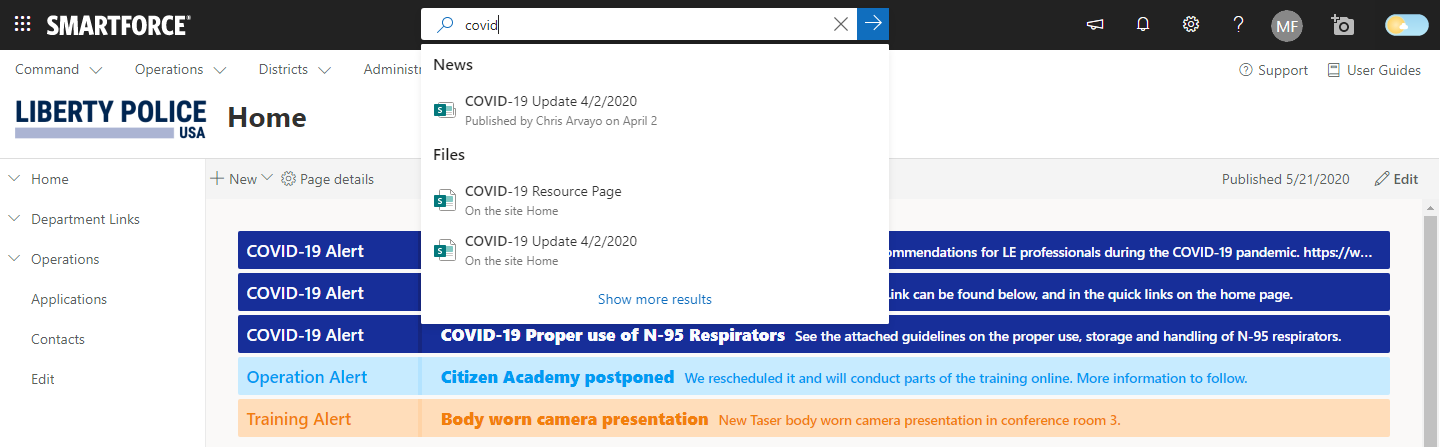 SMARTFORCE®
covid
MF
Command Operations Districts Administr
Support User Guides
LIBERTY POLICE
USA
Home
News
COVID-19 Update 4/2/2020
Published by Chris Arvayo on April 2
Files
COVID-19 Resource Page
On the site Home
COVID-19 Update 4/2/2020
On the site Home
Show more results
Home
Department Links
Operations
Applications
Contacts
Edit
New Page details Published 5/21/2020 Edit
COVID-19 Alert ommendations for LE professionals during the COVID-19 pandemic. https://w...
COVID-19 Alert ink can be found below, and in the quick links on the home page.
COVID-19 Alert COVID-19 Proper use of N-95 Respirators See the attached guidelines on the proper use, storage and handling of N-95 respirators.
Operation Alert Citizen Academy postponed We rescheduled it and will conduct parts of the training online. More information to follow.
Training Alert Body worn camera presentation New Taser body worn camera presentation in conference room 3.